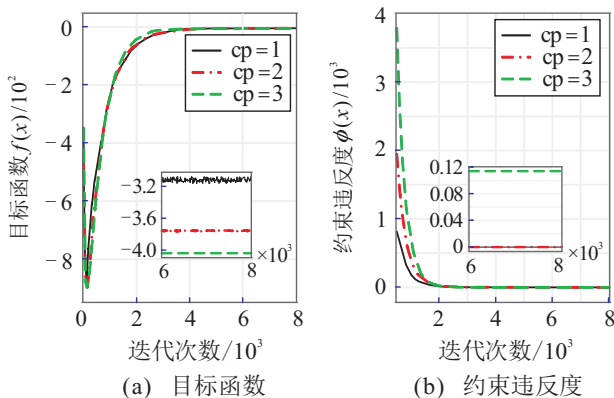 0
−2
−4
−6
−8
目标函数 f(x)/10²
cp=1
cp=2
cp=3
−3.2
−3.6
−4.0
6
8
×10³
0
2
4
6
8
迭代次数/10³
(a) 目标函数
4
3
2
1
0
约束违反度 ϕ(x)/10³
cp=1
cp=2
cp=3
0.12
0.08
0.04
0
6
8
×10³
2
4
6
8
迭代次数/10³
(b) 约束违反度